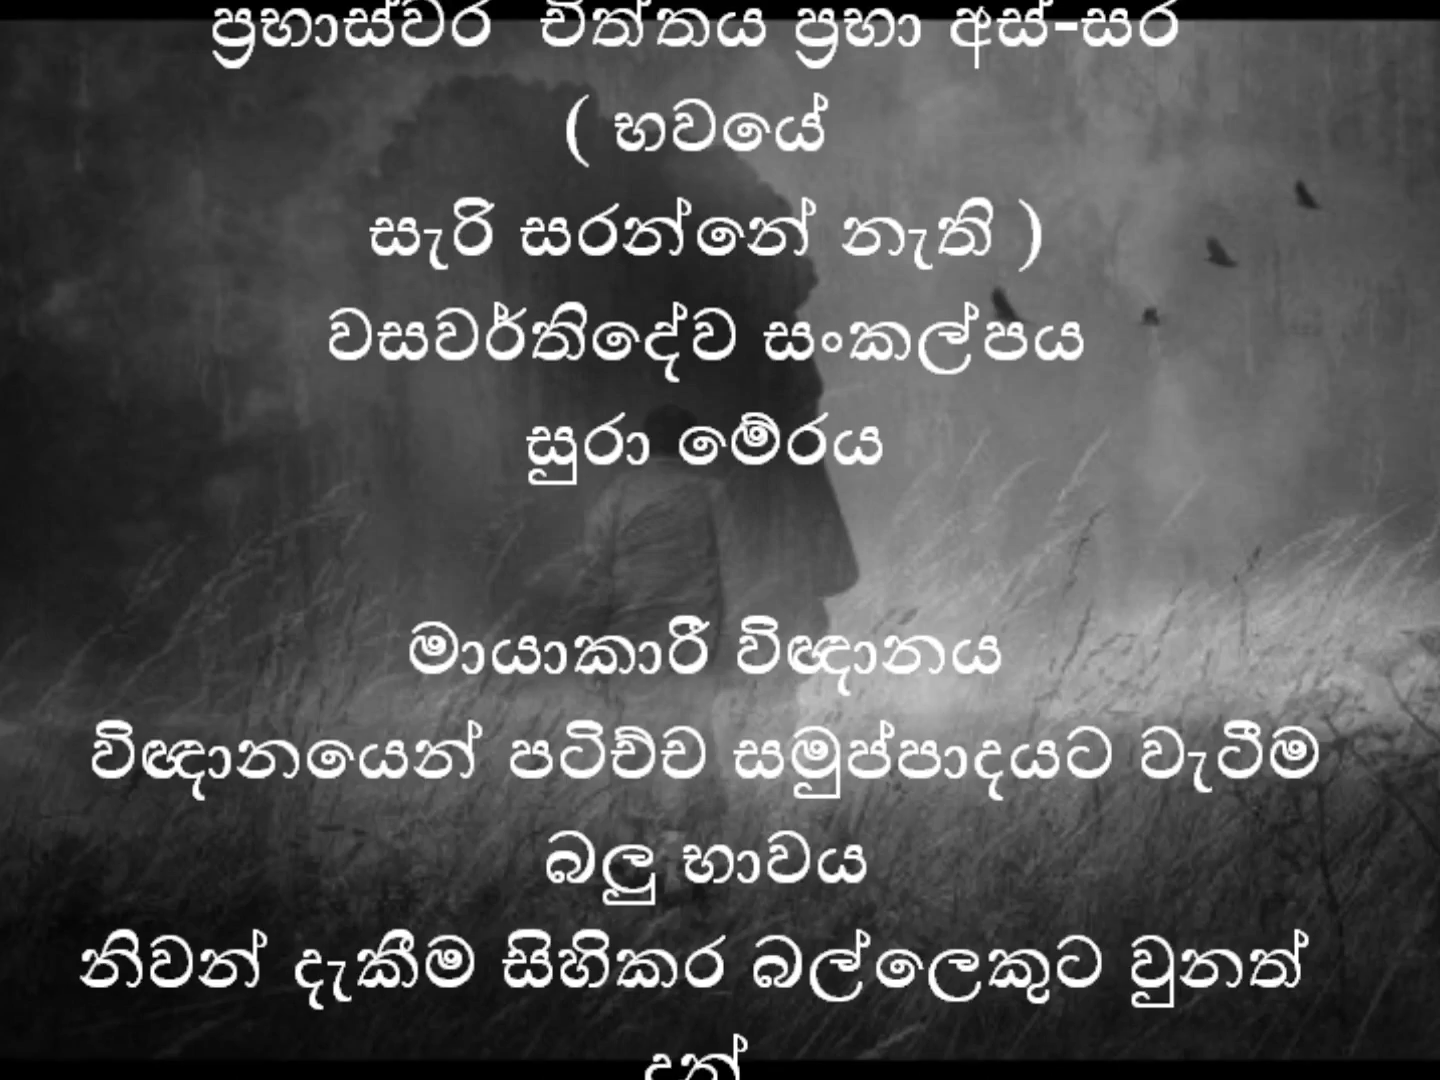 ප්‍රභාස්වර චිත්තය ප්‍රභා අස්-සර
( භවයේ
සැරි සරන්නේ නැති )
වසවර්තිදේව සංකල්පය
සුරා මේරය
මායාකාරී විඥානය
විඥානයෙන් පටිච්ච සමුප්පාදයට වැටීම
බලු භාවය
නිවන් දැකීම සිහිකර බල්ලෙකුට වුනත්
දුන්